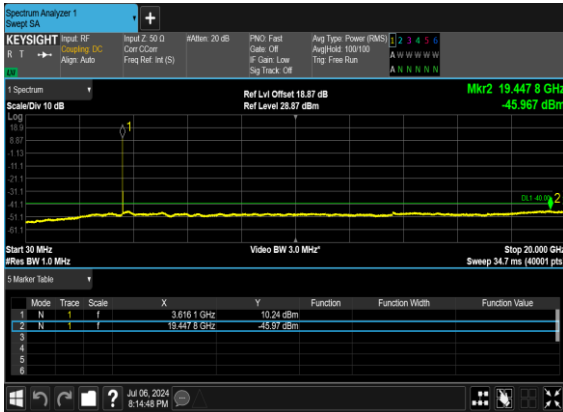 Spectrum Analyzer 1
Swept SA
+
KEYSIGHT Input: RF Input Z: 50 Ω #Atten: 20 dB PNO: Fast Avg Type: Power (RMS) 1 2 3 4 5 6
R T Coupling: DC Corr CCorr Gate: Off Avg|Hold: 100/100 A W W W W W
Align: Auto Freq Ref: Int (S) IF Gain: Low Trig: Free Run
Sig Track: Off A N N N N N
1 Spectrum Ref Lvl Offset 18.87 dB Mkr2 19.447 8 GHz
Scale/Div 10 dB Ref Level 28.87 dBm -45.967 dBm
Log
18.9
8.87
-1.13
-11.1
-21.1
-31.1
-41.1
-51.1
-61.1
1
DL1 -40.00
2
Start 30 MHz Video BW 3.0 MHz* Stop 20.000 GHz
#Res BW 1.0 MHz Sweep 34.7 ms (40001 pts)
5 Marker Table
Mode Trace Scale X Y Function Function Width Function Value
1 N 1 f 3.616 1 GHz 10.24 dBm
2 N 1 f 19.447 8 GHz -45.97 dBm
3
4
5
6
? Jul 06, 2024
8:14:48 PM